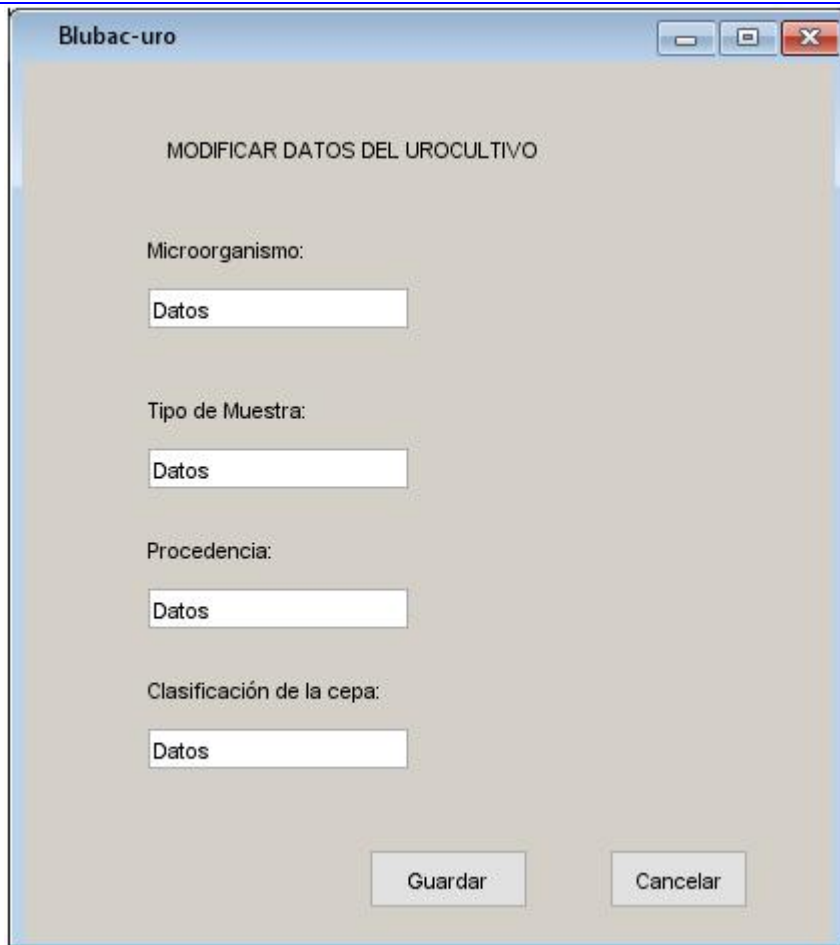 Blubac-uro
MODIFICAR DATOS DEL UROCULTIVO
Microorganismo:
Datos
Tipo de Muestra:
Datos
Procedencia:
Datos
Clasificación de la cepa:
Datos
Guardar Cancelar